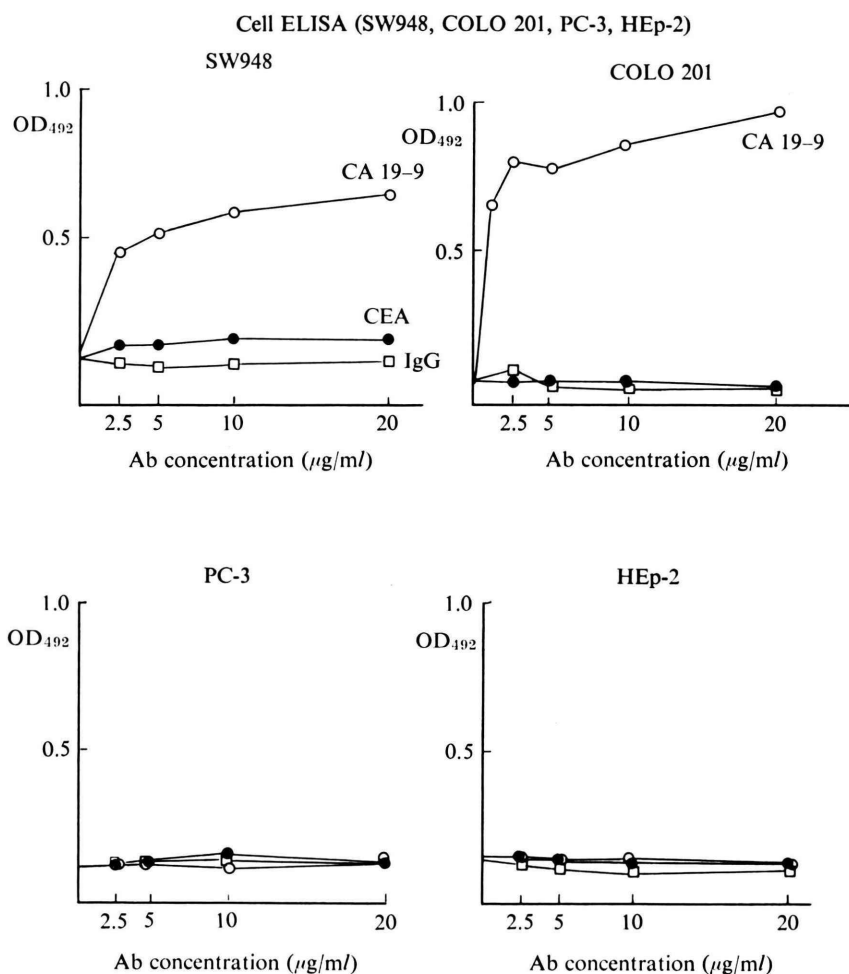 Cell ELISA (SW948, COLO 201, PC-3, HEp-2)
SW948
1.0
OD492
CA 19–9
0.5
CEA
IgG
2.5 5 10 20
Ab concentration (μg/ml)
COLO 201
1.0
OD492
CA 19–9
0.5
2.5 5 10 20
Ab concentration (μg/ml)
PC-3
1.0
OD492
0.5
2.5 5 10 20
Ab concentration (μg/ml)
HEp-2
1.0
OD492
0.5
2.5 5 10 20
Ab concentration (μg/ml)